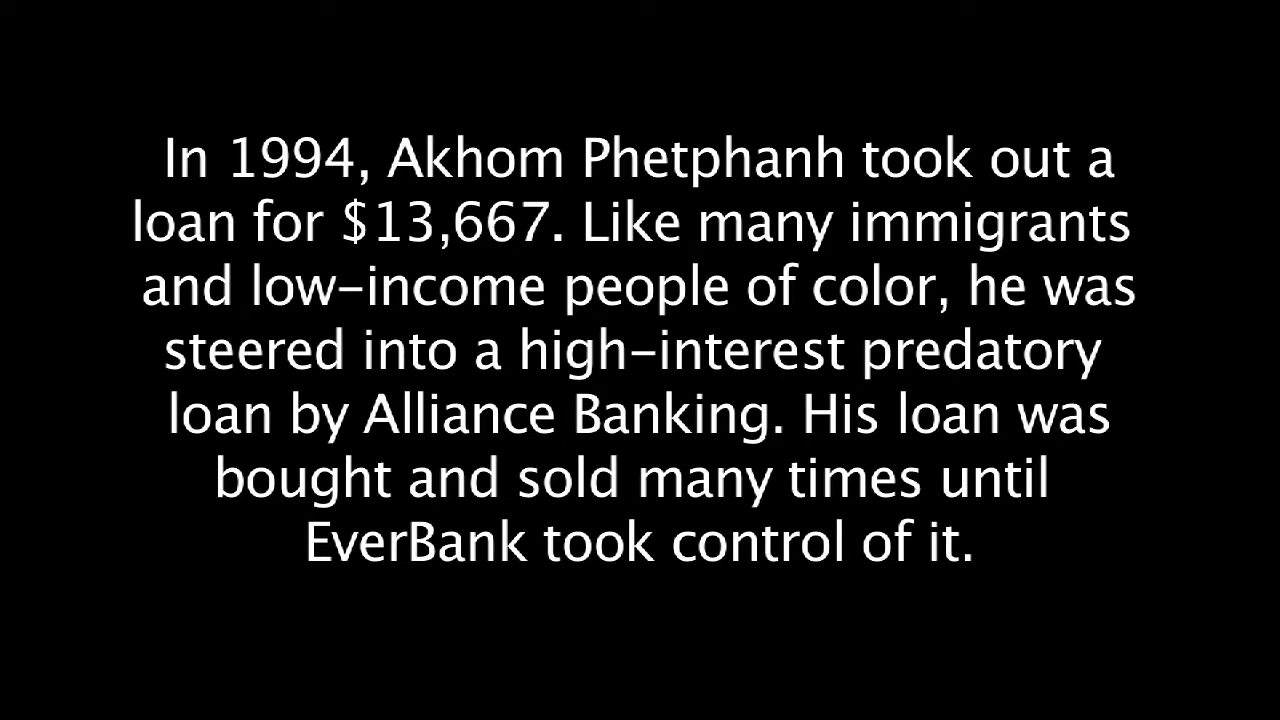 In 1994, Akhom Phetphanh took out a
loan for $13,667. Like many immigrants
and low-income people of color, he was
steered into a high-interest predatory
loan by Alliance Banking. His loan was
bought and sold many times until
EverBank took control of it.